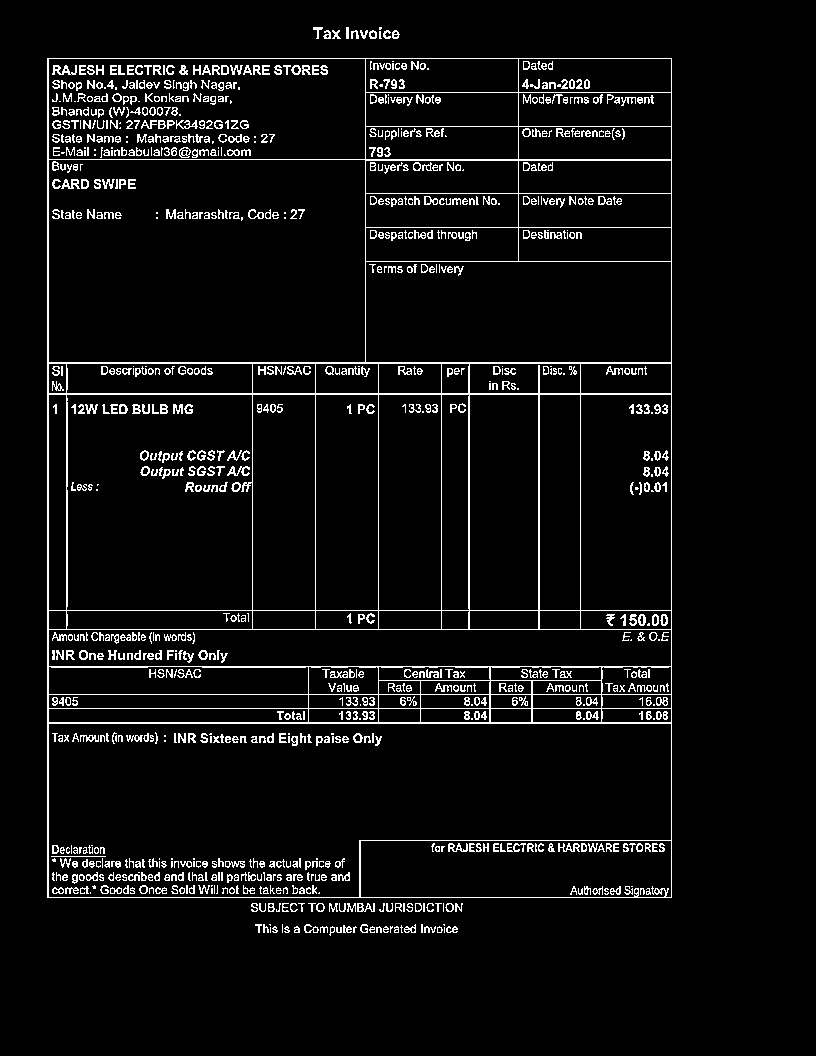 Tax Invoice
RAJESH ELECTRIC & HARDWARE STORES
Shop No.4, Jaidev Singh Nagar,
J.M.Road Opp. Konkan Nagar,
Bhandup (W)-400078.
GSTIN/UIN: 27AFBPK3492G1ZG
State Name : Maharashtra, Code : 27
E-Mail : jainbabulal36@gmail.com
Invoice No. Dated
R-793 4-Jan-2020
Delivery Note Mode/Terms of Payment
Supplier's Ref. Other Reference(s)
793
Buyer
CARD SWIPE
State Name : Maharashtra, Code : 27
Buyer's Order No. Dated
Despatch Document No. Delivery Note Date
Despatched through Destination
Terms of Delivery
Sl Description of Goods HSN/SAC Quantity Rate per Disc Disc. % Amount
No. in Rs.
1 12W LED BULB MG 9405 1 PC 133.93 PC 133.93
Output CGST A/C 8.04
Output SGST A/C 8.04
Less : Round Off (-)0.01
Total 1 PC ₹ 150.00
Amount Chargeable (in words) E. & O.E
INR One Hundred Fifty Only
HSN/SAC Taxable Central Tax State Tax Total
Value Rate Amount Rate Amount Tax Amount
9405 133.93 6% 8.04 6% 8.04 16.08
Total 133.93 8.04 8.04 16.08
Tax Amount (in words) : INR Sixteen and Eight paise Only
Declaration
* We declare that this invoice shows the actual price of
the goods described and that all particulars are true and
correct.* Goods Once Sold Will not be taken back.
for RAJESH ELECTRIC & HARDWARE STORES
Authorised Signatory
SUBJECT TO MUMBAI JURISDICTION
This is a Computer Generated Invoice